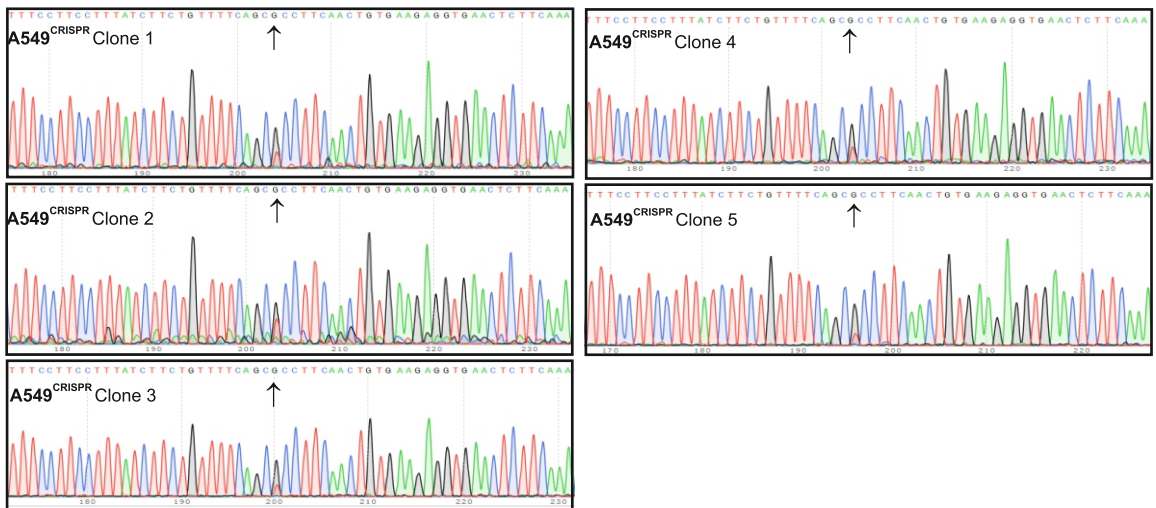 TTTCCTTCCTTTATCTTCTGTTTTCAGCGCCTTCAACTGTGAAGAGGTGAACTCTTCAAA
A549CRISPR Clone 1
180 190 200 210 220 230
TTTCCTTCCTTTATCTTCTGTTTTCAGCGCCTTCAACTGTGAAGAGGTGAACTCTTCAAA
A549CRISPR Clone 2
180 190 200 210 220 230
TTTCCTTCCTTTATCTTCTGTTTTCAGCGCCTTCAACTGTGAAGAGGTGAACTCTTCAAA
A549CRISPR Clone 3
180 190 200 210 220 230
TTTCCTTCCTTTATCTTCTGTTTTCAGCGCCTTCAACTGTGAAGAGGTGAACTCTTCAAA
A549CRISPR Clone 4
180 190 200 210 220 230
TTTCCTTCCTTTATCTTCTGTTTTCAGCGCCTTCAACTGTGAAGAGGTGAACTCTTCAAA
A549CRISPR Clone 5
170 180 190 200 210 220